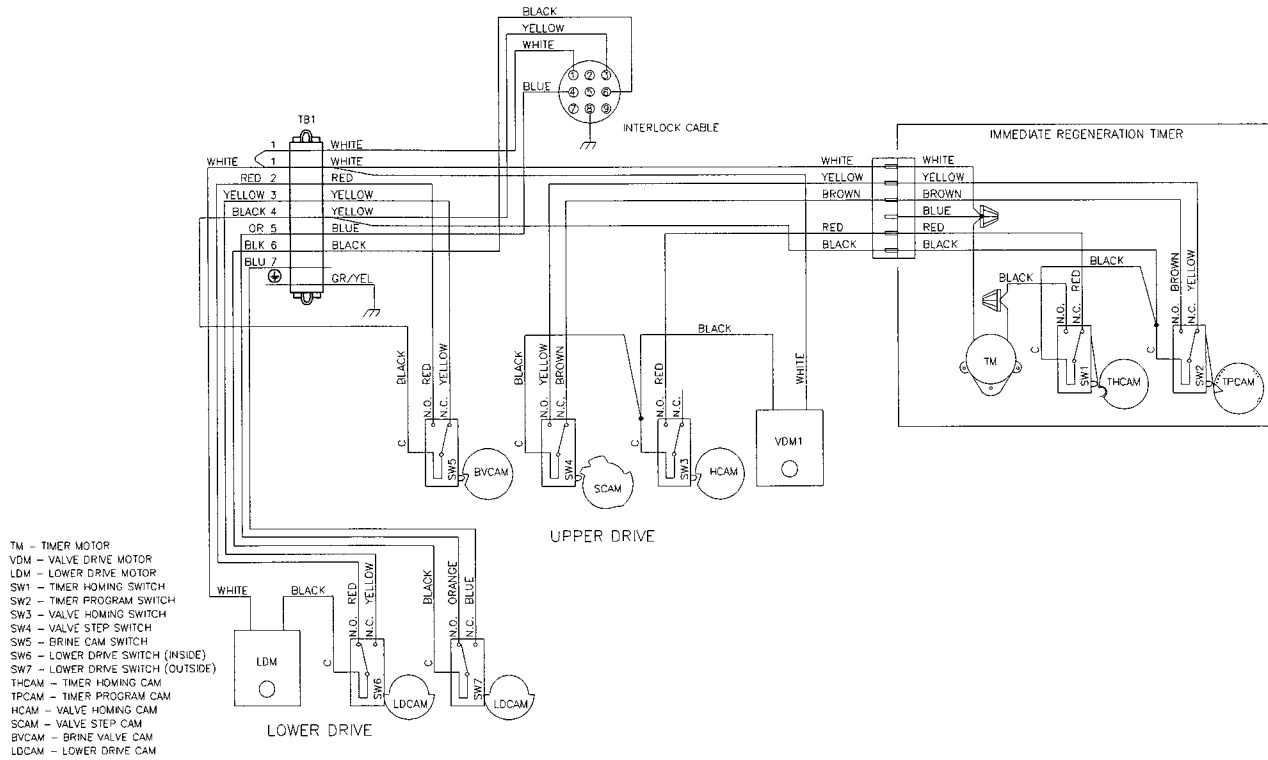 BLACK
YELLOW
WHITE
BLUE
1 2 3
4 5 6
7 8 9
INTERLOCK CABLE
TB1
1 WHITE
WHITE 1 WHITE
RED 2 RED
YELLOW 3 YELLOW
BLACK 4 YELLOW
OR 5 BLUE
BLK 6 BLACK
BLU 7
GR/YEL
IMMEDIATE REGENERATION TIMER
WHITE WHITE
YELLOW YELLOW
BROWN BROWN
BLUE
RED RED
BLACK BLACK
BLACK
BLACK
N.O.
N.C. RED
C
SW1
THCAM
TM
N.O. BROWN
N.C. YELLOW
C
SW2
TPCAM
BLACK
N.O. RED
N.C. YELLOW
C
SW5
BVCAM
BLACK
N.O. YELLOW
N.C. BROWN
C
SW4
SCAM
BLACK
N.O. RED
N.C.
C
SW3
HCAM
WHITE
VDM1
UPPER DRIVE
WHITE
BLACK
LDM
N.O. RED
N.C. YELLOW
C
SW6
LDCAM
BLACK
N.O. ORANGE
N.C. BLUE
C
SW7
LDCAM
LOWER DRIVE
TM – TIMER MOTOR
VDM – VALVE DRIVE MOTOR
LDM – LOWER DRIVE MOTOR
SW1 – TIMER HOMING SWITCH
SW2 – TIMER PROGRAM SWITCH
SW3 – VALVE HOMING SWITCH
SW4 – VALVE STEP SWITCH
SW5 – BRINE CAM SWITCH
SW6 – LOWER DRIVE SWITCH (INSIDE)
SW7 – LOWER DRIVE SWITCH (OUTSIDE)
THCAM – TIMER HOMING CAM
TPCAM – TIMER PROGRAM CAM
HCAM – VALVE HOMING CAM
SCAM – VALVE STEP CAM
BVCAM – BRINE VALVE CAM
LDCAM – LOWER DRIVE CAM